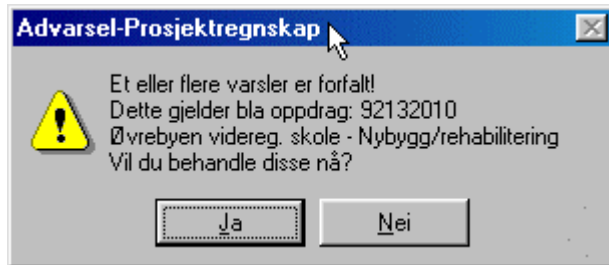 Advarsel-Prosjektregnskap
Et eller flere varsler er forfalt!
Dette gjelder bla oppdrag: 92132010
Øvrebyen videreg. skole - Nybygg/rehabilitering
Vil du behandle disse nå?
Ja
Nei